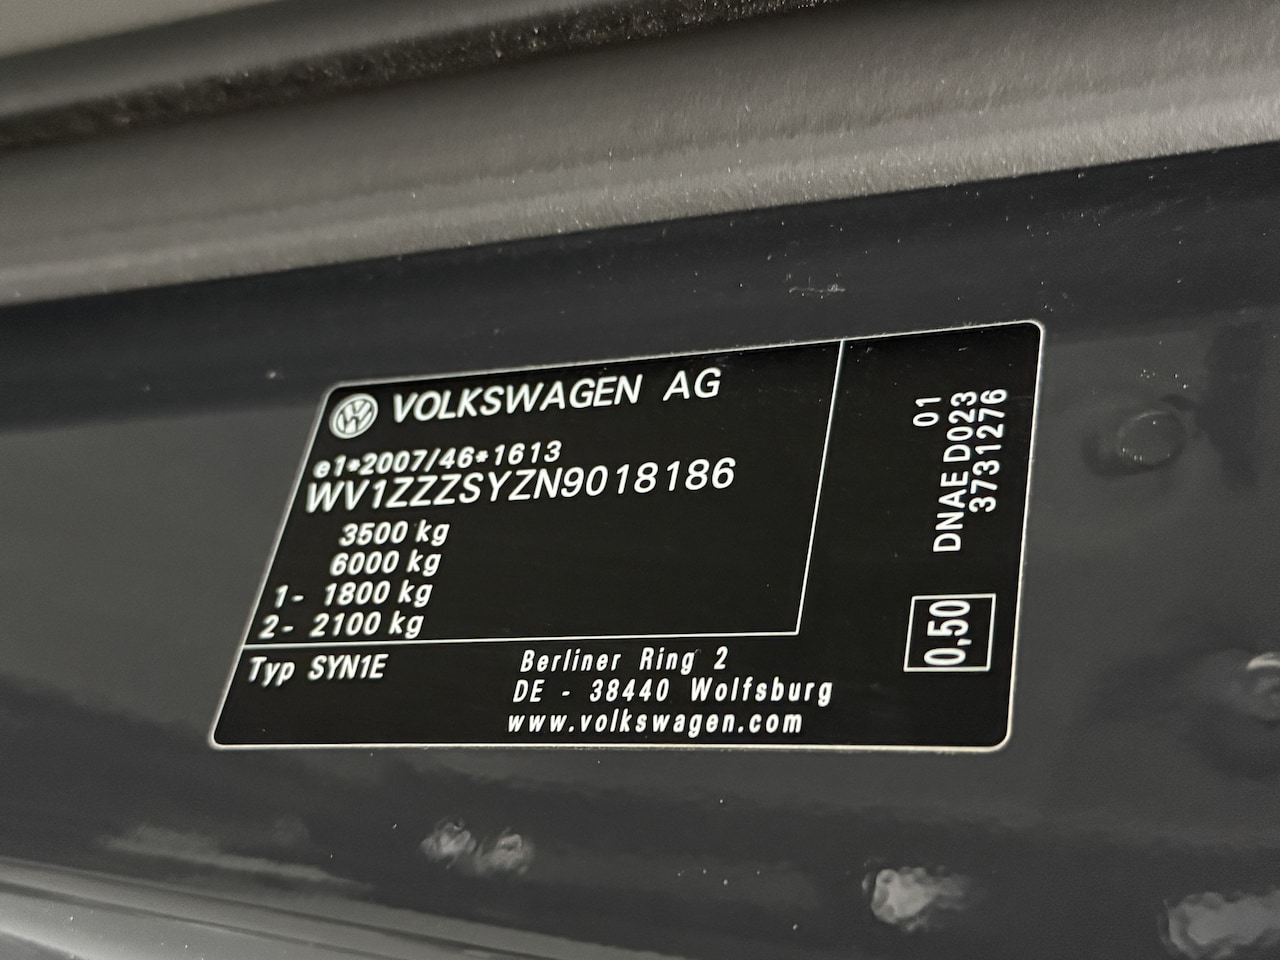 VOLKSWAGEN AG
e1*2007/46*1613
WV1ZZZSYZN9018186
3500 kg
6000 kg
1- 1800 kg
2- 2100 kg
Typ SYN1E
Berliner Ring 2
DE - 38440 Wolfsburg
www.volkswagen.com
01
DNAE D023
3731276
0,50